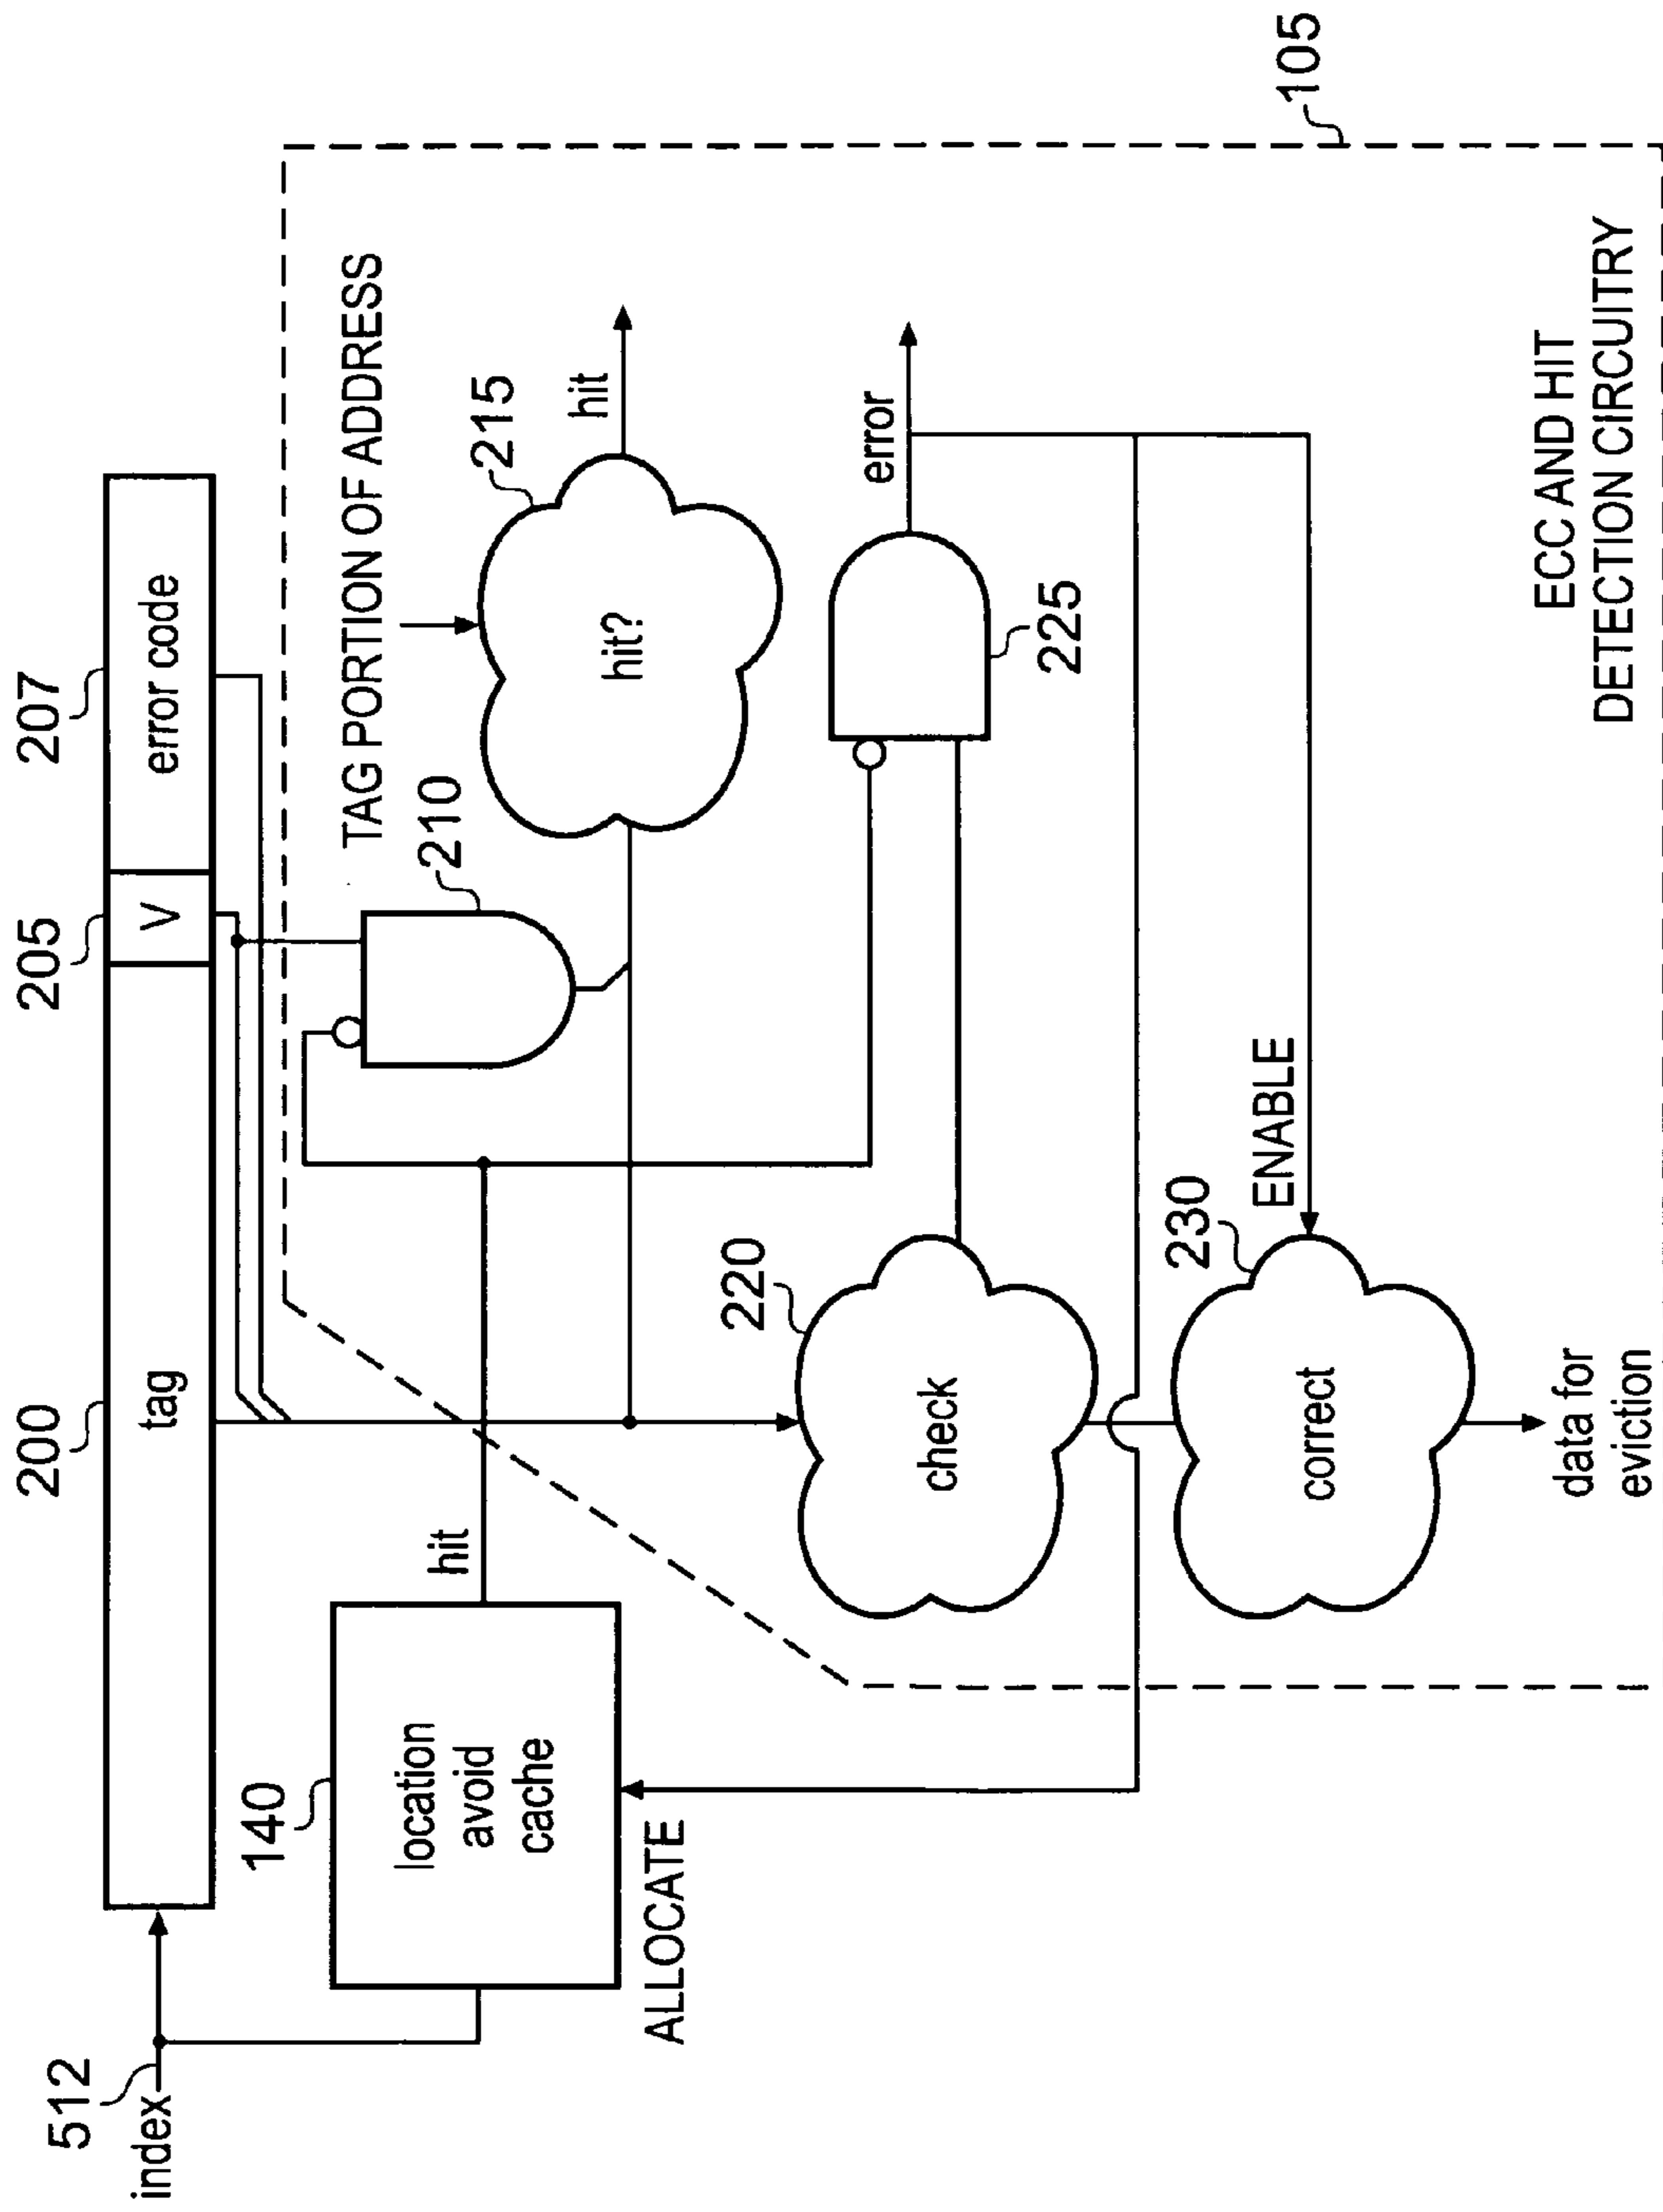 200
205
207
tag
V
error code
512
index
140
location
avoid
cache
hit
ALLOCATE
TAG PORTION OF ADDRESS
210
215
hit?
hit
220
check
225
error
230
correct
ENABLE
data for
eviction
ECC AND HIT
DETECTION CIRCUITRY
105